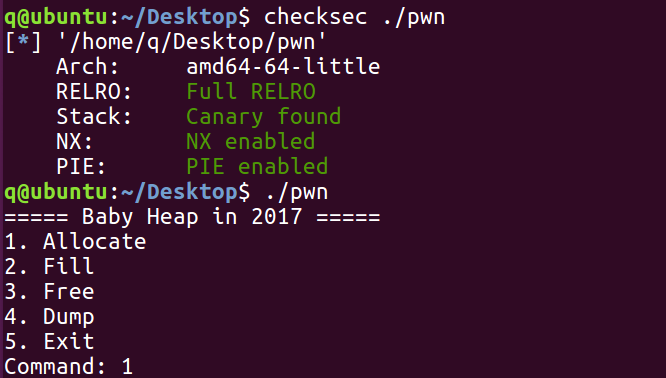 q@ubuntu:~/Desktop$ checksec ./pwn
[*] '/home/q/Desktop/pwn'
    Arch:     amd64-64-little
    RELRO:    Full RELRO
    Stack:    Canary found
    NX:       NX enabled
    PIE:      PIE enabled
q@ubuntu:~/Desktop$ ./pwn
===== Baby Heap in 2017 =====
1. Allocate
2. Fill
3. Free
4. Dump
5. Exit
Command: 1